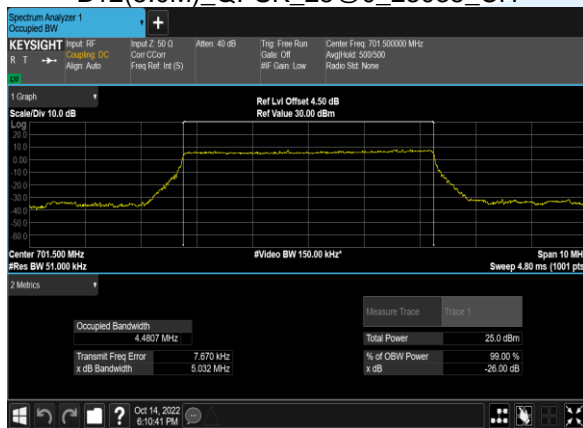 Spectrum Analyzer 1
Occupied BW
+
KEYSIGHT
R T
Input: RF
Coupling: DC
Align: Auto
Input Z: 50 Ω
Corr CCorr
Freq Ref: Int (S)
Atten: 40 dB
Trig: Free Run
Gate: Off
#IF Gain: Low
Center Freq: 701.500000 MHz
Avg|Hold: 500/500
Radio Std: None
1 Graph
Scale/Div 10.0 dB
Ref Lvl Offset 4.50 dB
Ref Value 30.00 dBm
Log
20.0
10.0
0.00
-10.0
-20.0
-30.0
-40.0
-50.0
-60.0
Center 701.500 MHz
#Res BW 51.000 kHz
#Video BW 150.00 kHz*
Span 10 MH
Sweep 4.80 ms (1001 pts
2 Metrics
Measure Trace
Trace 1
Occupied Bandwidth
4.4807 MHz
Total Power
25.0 dBm
Transmit Freq Error
7.670 kHz
% of OBW Power
99.00 %
x dB Bandwidth
5.032 MHz
x dB
-26.00 dB
?
Oct 14, 2022
6:10:41 PM